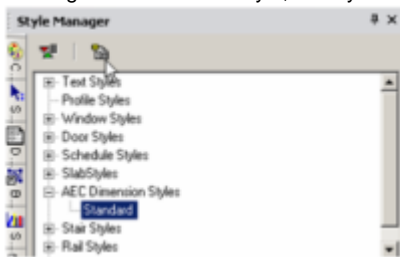 Style Manager
Text Styles
Profile Styles
Window Styles
Door Styles
Schedule Styles
SlabStyles
AEC Dimension Styles
Standard
Stair Styles
Rail Styles